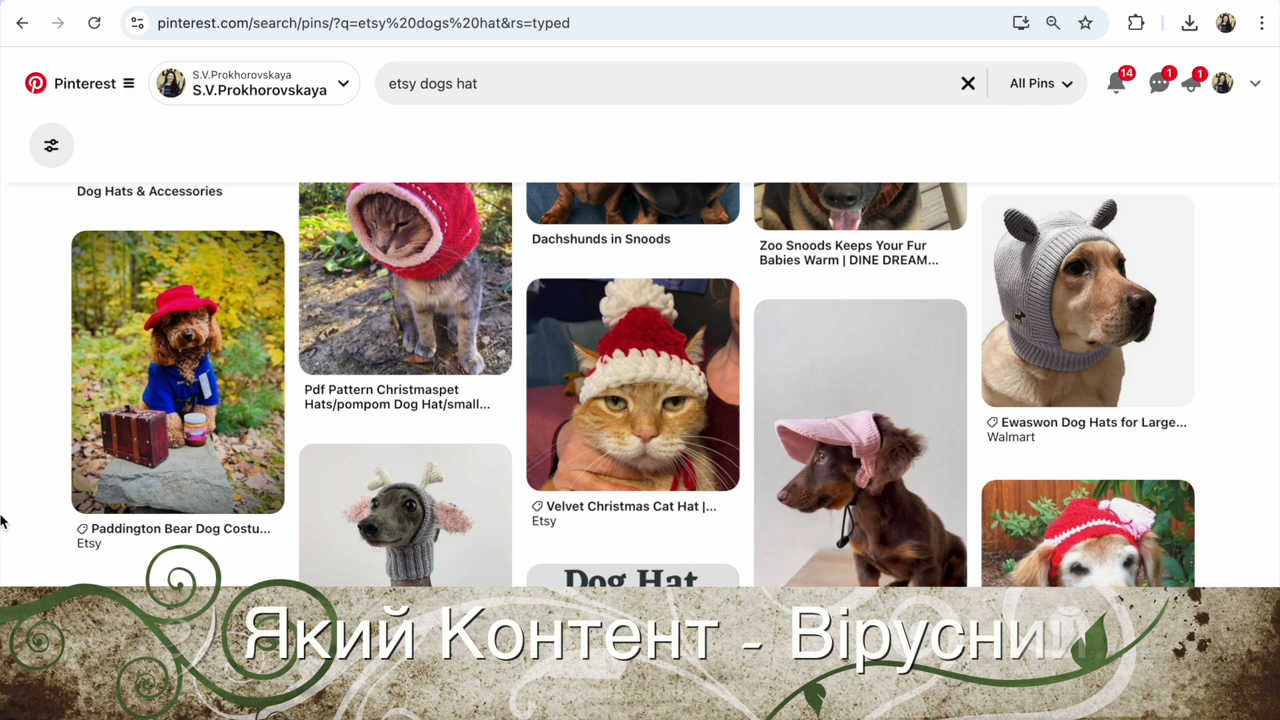 pinterest.com/search/pins/?q=etsy%20dogs%20hat&rs=typed
Pinterest
S.V.Prokhorovskaya
S.V.Prokhorovskaya
etsy dogs hat
All Pins
14
1
1
Dog Hats & Accessories
Dachshunds in Snoods
Zoo Snoods Keeps Your Fur
Babies Warm | DINE DREAM...
Pdf Pattern Christmaspet
Hats/pompom Dog Hat/small...
Ewaswon Dog Hats for Large...
Walmart
Velvet Christmas Cat Hat |...
Etsy
Paddington Bear Dog Costu...
Etsy
Dog Hat
Який Контент - Вірусний